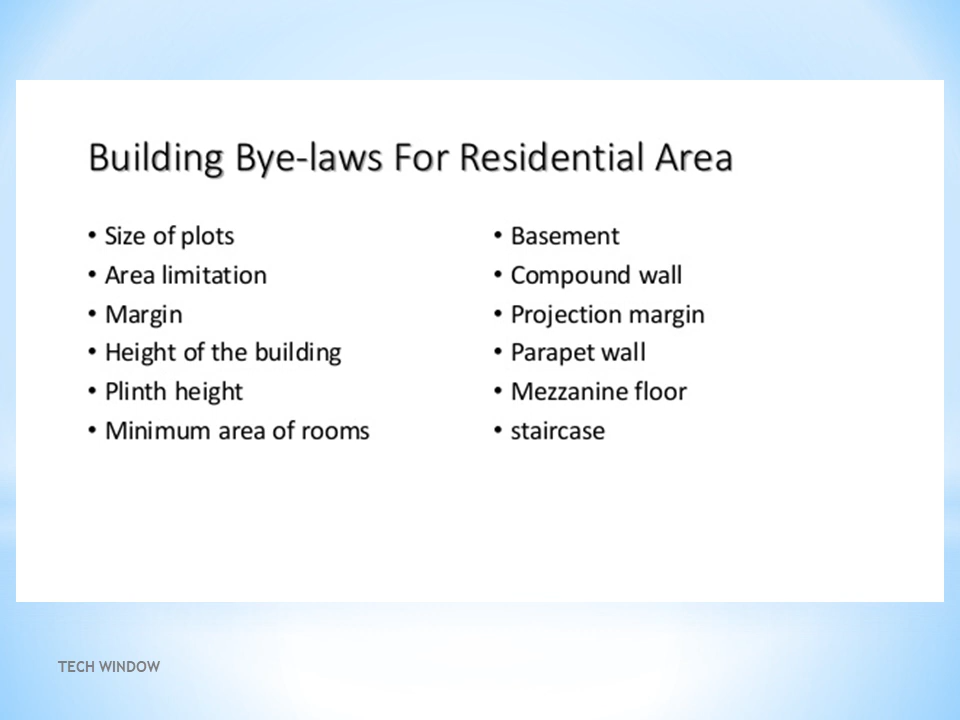 Building Bye-laws For Residential Area
• Size of plots
• Area limitation
• Margin
• Height of the building
• Plinth height
• Minimum area of rooms
• Basement
• Compound wall
• Projection margin
• Parapet wall
• Mezzanine floor
• staircase
TECH WINDOW